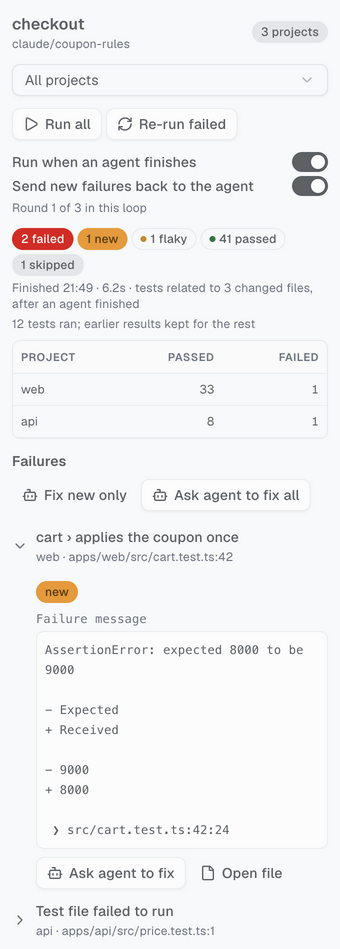 checkout
claude/coupon-rules
3 projects
All projects
Run all
Re-run failed
Run when an agent finishes
Send new failures back to the agent
Round 1 of 3 in this loop
2 failed
1 new
1 flaky
41 passed
1 skipped
Finished 21:49 · 6.2s · tests related to 3 changed files,
after an agent finished
12 tests ran; earlier results kept for the rest
PROJECT PASSED FAILED
web 33 1
api 8 1
Failures
Fix new only
Ask agent to fix all
cart › applies the coupon once
web · apps/web/src/cart.test.ts:42
new
Failure message
AssertionError: expected 8000 to be
9000
− Expected
+ Received
− 9000
+ 8000
❯ src/cart.test.ts:42:24
Ask agent to fix
Open file
Test file failed to run
api · apps/api/src/price.test.ts:1